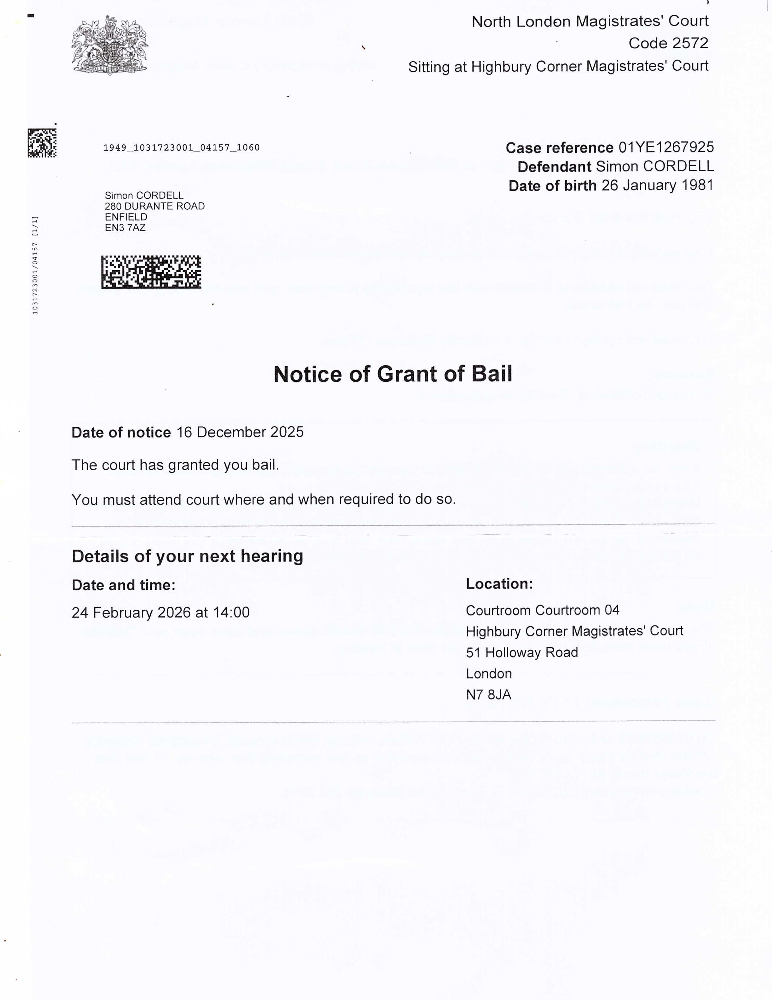 North London Magistrates' Court
Code 2572
Sitting at Highbury Corner Magistrates' Court
1949_1031723001_04157_1060
Case reference 01YE1267925
Defendant Simon CORDELL
Date of birth 26 January 1981
Simon CORDELL
280 DURANTE ROAD
ENFIELD
EN3 7AZ
1031723001/04157 [1/1]
Notice of Grant of Bail
Date of notice 16 December 2025
The court has granted you bail.
You must attend court where and when required to do so.
Details of your next hearing
Date and time:
24 February 2026 at 14:00
Location:
Courtroom Courtroom 04
Highbury Corner Magistrates' Court
51 Holloway Road
London
N7 8JA